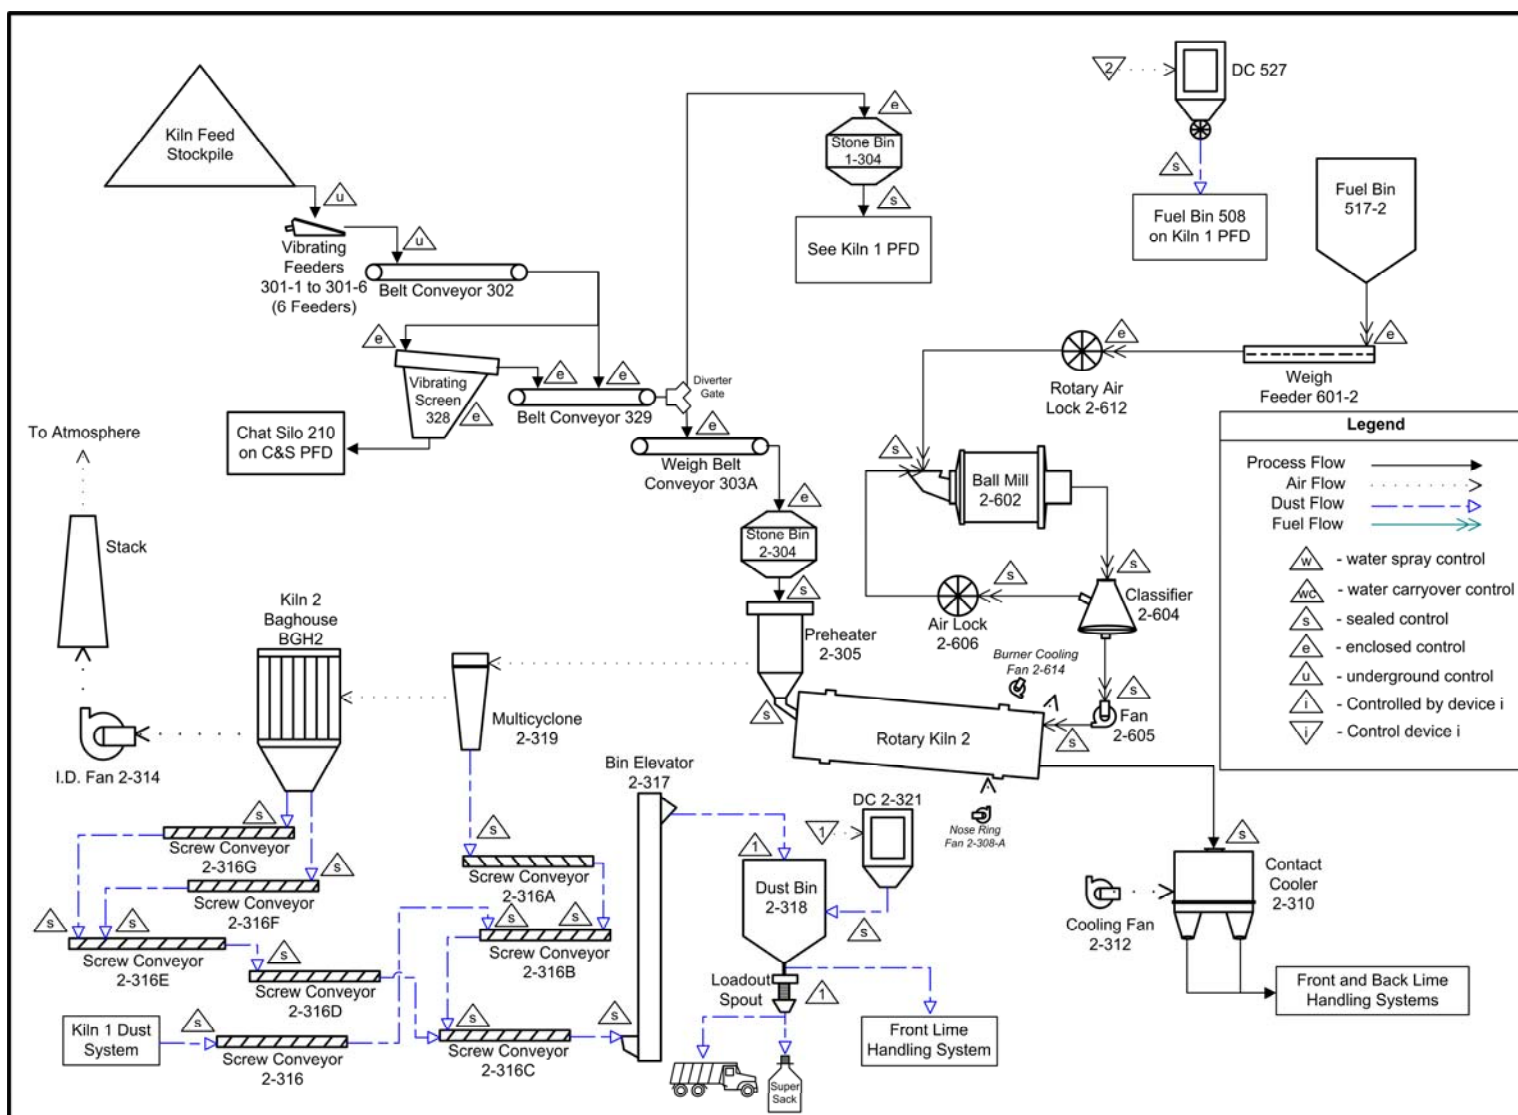 Kiln Feed
Stockpile
u
Vibrating
Feeders
301-1 to 301-6
(6 Feeders)
u
Belt Conveyor 302
e
Vibrating
Screen
328
e
Chat Silo 210
on C&S PFD
e
e
Belt Conveyor 329
Diverter
Gate
e
Stone Bin
1-304
s
See Kiln 1 PFD
e
Weigh Belt
Conveyor 303A
e
Stone Bin
2-304
s
Preheater
2-305
s
2
DC 527
s
Fuel Bin 508
on Kiln 1 PFD
Fuel Bin
517-2
e
Weigh
Feeder 601-2
e
Rotary Air
Lock 2-612
s
Ball Mill
2-602
s
Classifier
2-604
s
Air Lock
2-606
s
Fan
2-605
s
Burner Cooling
Fan 2-614
Rotary Kiln 2
Nose Ring
Fan 2-308-A
Legend
Process Flow
Air Flow
Dust Flow
Fuel Flow
w - water spray control
wc - water carryover control
s - sealed control
e - enclosed control
u - underground control
i - Controlled by device i
i - Control device i
To Atmosphere
Stack
Kiln 2
Baghouse
BGH2
I.D. Fan 2-314
Multicyclone
2-319
s
Screw Conveyor
2-316G
s
Screw Conveyor
2-316F
s
s
Screw Conveyor
2-316E
s
Screw Conveyor
2-316D
Kiln 1 Dust
System
s
Screw Conveyor
2-316
s
Screw Conveyor
2-316A
s
s
Screw Conveyor
2-316B
s
Screw Conveyor
2-316C
s
Bin Elevator
2-317
1
Dust Bin
2-318
1
DC 2-321
s
Loadout
Spout
1
Super
Sack
Front Lime
Handling System
s
Contact
Cooler
2-310
Cooling Fan
2-312
Front and Back Lime
Handling Systems